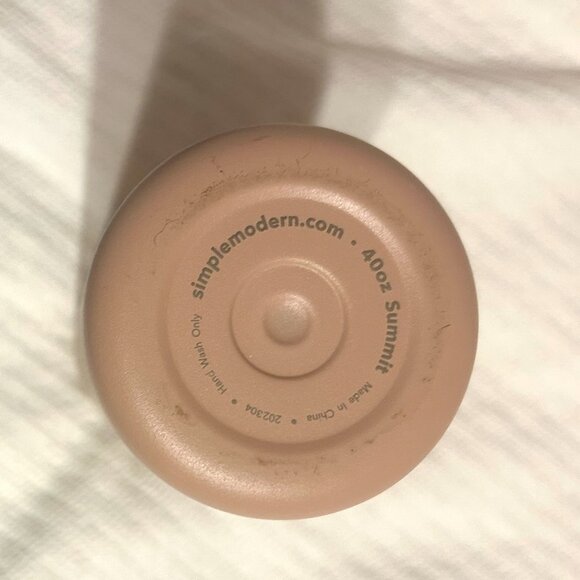 simplemodern.com • 40oz Summit
Made in China • 202304 • Hand Wash Only